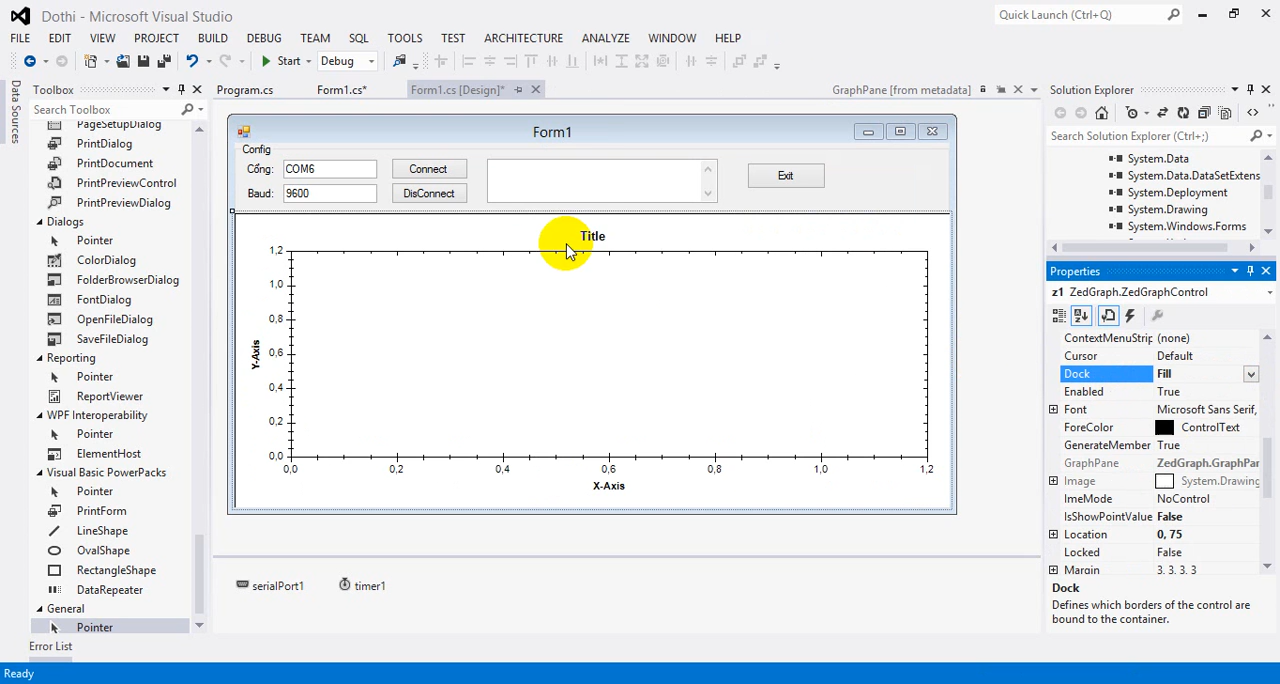 Dothi - Microsoft Visual Studio
Quick Launch (Ctrl+Q)
FILE EDIT VIEW PROJECT BUILD DEBUG TEAM SQL TOOLS TEST ARCHITECTURE ANALYZE WINDOW HELP
Start Debug
Data Sources
Toolbox
Search Toolbox
PageSetupDialog
PrintDialog
PrintDocument
PrintPreviewControl
PrintPreviewDialog
Dialogs
Pointer
ColorDialog
FolderBrowserDialog
FontDialog
OpenFileDialog
SaveFileDialog
Reporting
Pointer
ReportViewer
WPF Interoperability
Pointer
ElementHost
Visual Basic PowerPacks
Pointer
PrintForm
LineShape
OvalShape
RectangleShape
DataRepeater
General
Pointer
Error List
Program.cs Form1.cs* Form1.cs [Design]* GraphPane [from metadata]
Form1
Config
Cổng: COM6 Connect
Baud: 9600 DisConnect
Exit
Title
1,2
1,0
0,8
0,6
0,4
0,2
0,0
Y-Axis
0,0 0,2 0,4 0,6 0,8 1,0 1,2
X-Axis
serialPort1 timer1
Solution Explorer
Search Solution Explorer (Ctrl+;)
System.Data
System.Data.DataSetExtens
System.Deployment
System.Drawing
System.Windows.Forms
Properties
z1 ZedGraph.ZedGraphControl
ContextMenuStrip (none)
Cursor Default
Dock Fill
Enabled True
Font Microsoft Sans Serif,
ForeColor ControlText
GenerateMember True
GraphPane ZedGraph.GraphPan
Image System.Drawing
ImeMode NoControl
IsShowPointValue False
Location 0, 75
Locked False
Margin 3, 3, 3, 3
Dock
Defines which borders of the control are
bound to the container.
Ready